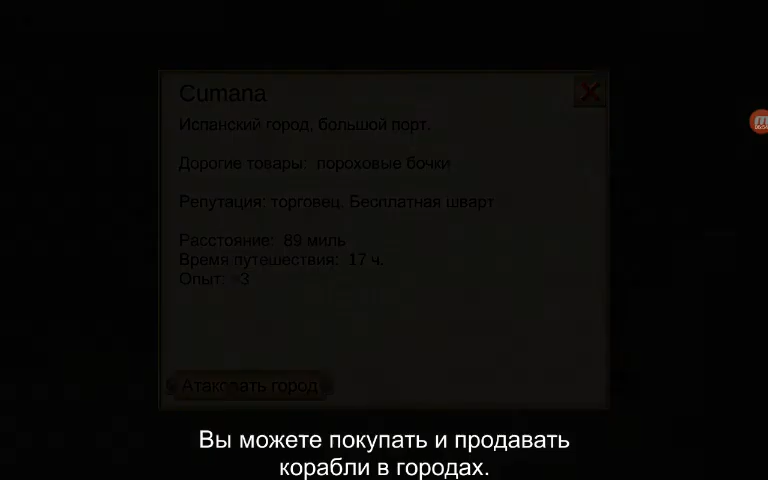 Cumana
Испанский город, большой порт.
Дорогие товары: пороховые бочки
Репутация: торговец. Бесплатная шварт
Расстояние: 89 миль
Время путешествия: 17 ч.
Опыт: 3
Атаковать город
Вы можете покупать и продавать
корабли в городах.